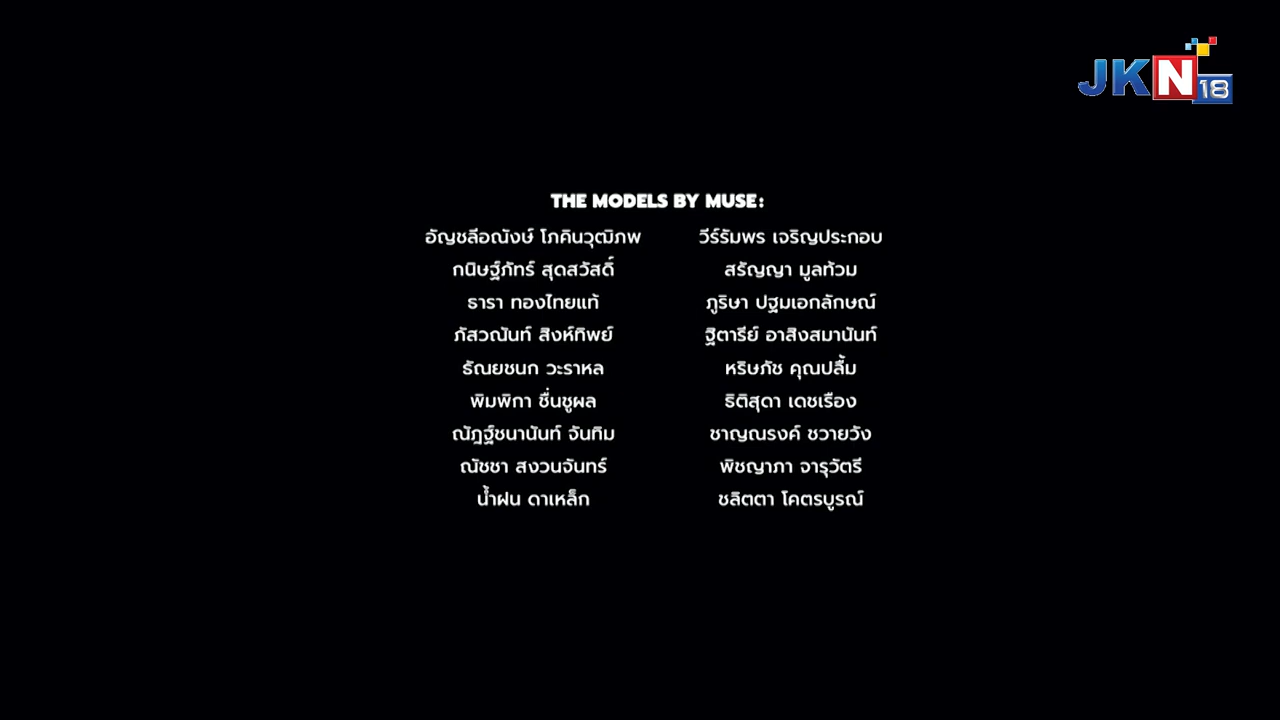 JKN18
THE MODELS BY MUSE:
อัญชลีอณังษ์ โภคินวุฒิภพ วีร์รัมพร เจริญประกอบ
กนิษฐ์ภัทร์ สุดสวัสดิ์ สรัญญา มูลท้วม
ธารา ทองไทยแท้ ภูริษา ปฐมเอกลักษณ์
ภัสวณันท์ สิงห์ทิพย์ ฐิตารีย์ อาสิงสมานันท์
ธัณยชนก วะราหล หริษภัช คุณปลื้ม
พิมพิกา ชื่นชูผล ธิติสุดา เดชเรือง
ณัฎฐ์ชนานันท์ จันทิม ชาญณรงค์ ชวายวัง
ณัชชา สงวนจันทร์ พิชญาภา จารุวัตรี
น้ำฝน ดาเหล็ก ชลิตตา โคตรบูรณ์